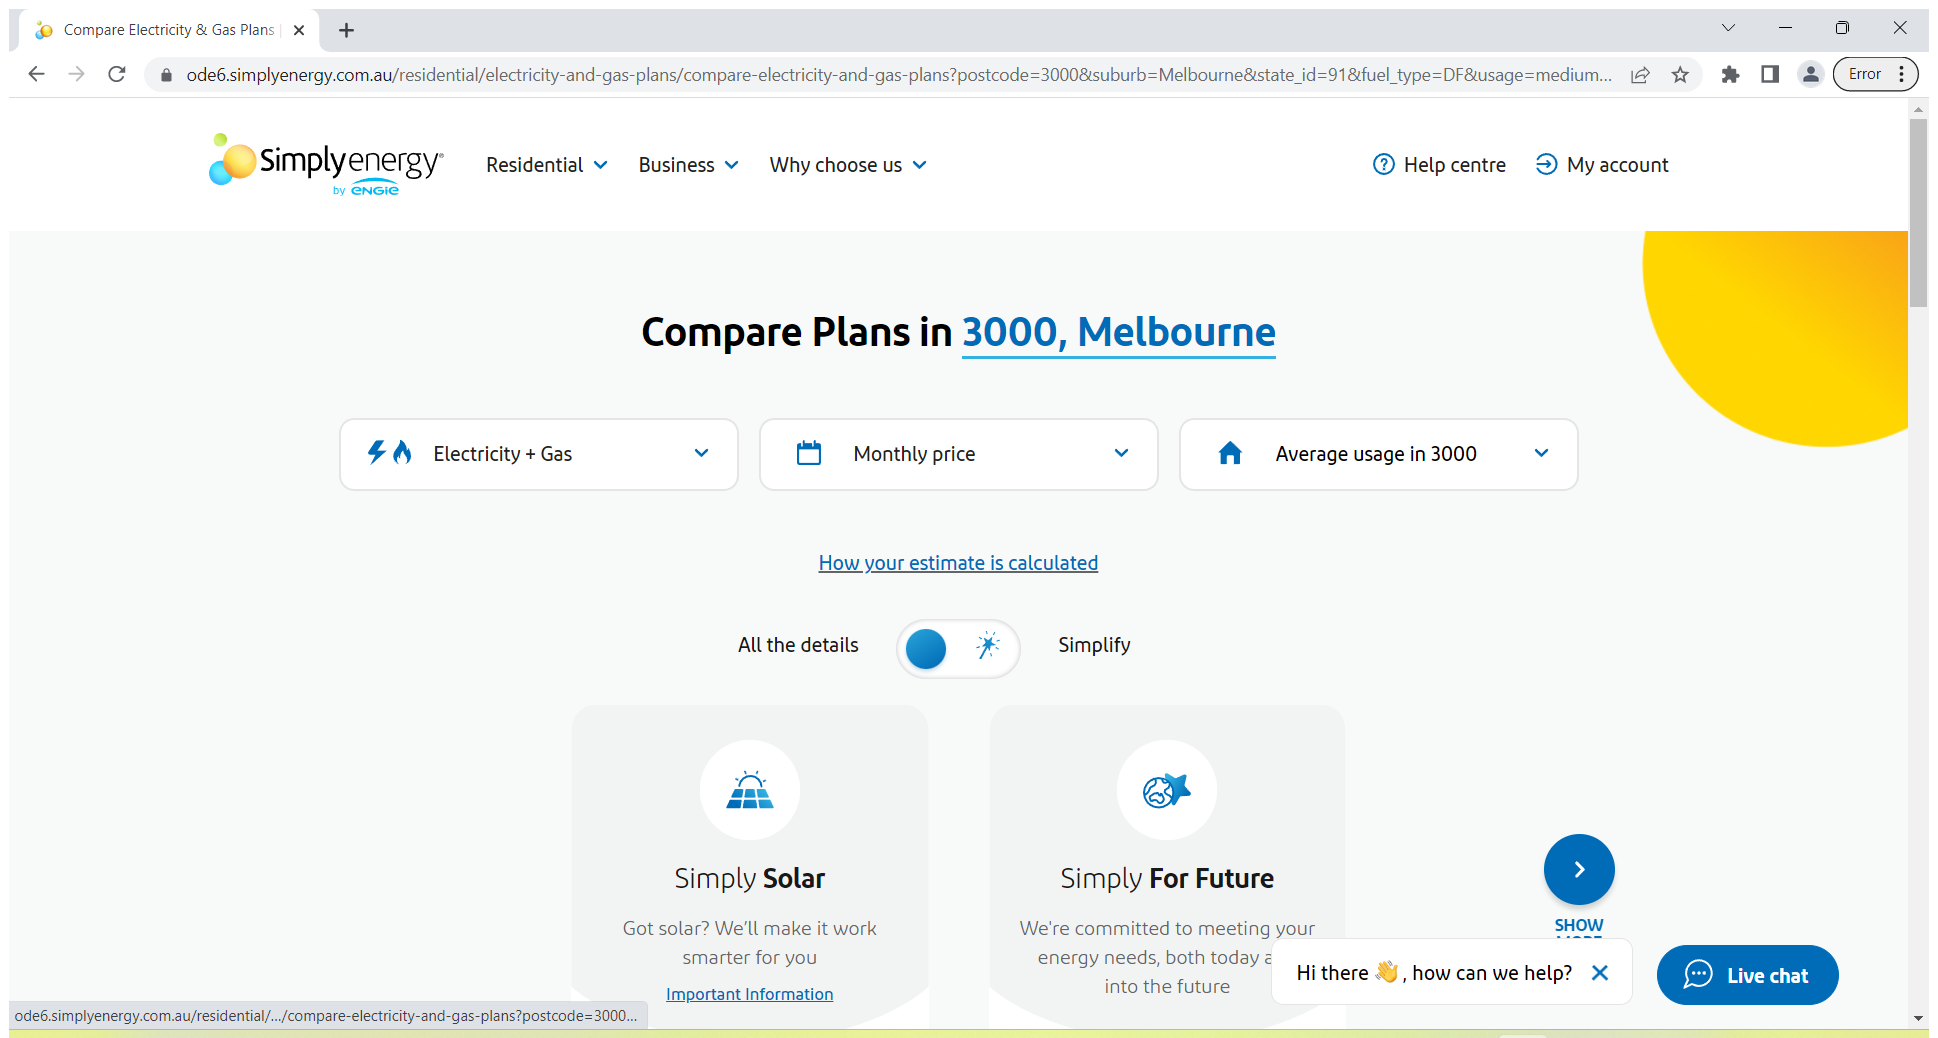 Compare Electricity & Gas Plans |
ode6.simplyenergy.com.au/residential/electricity-and-gas-plans/compare-electricity-and-gas-plans?postcode=3000&suburb=Melbourne&state_id=91&fuel_type=DF&usage=medium...
Error
Simplyenergy
by ENGIE
Residential
Business
Why choose us
Help centre
My account
Compare Plans in 3000, Melbourne
Electricity + Gas
Monthly price
Average usage in 3000
How your estimate is calculated
All the details
Simplify
Simply Solar
Got solar? We'll make it work
smarter for you
Important Information
Simply For Future
We're committed to meeting your
energy needs, both today a
into the future
SHOW
MORE
Hi there 👋, how can we help?
Live chat
ode6.simplyenergy.com.au/residential/.../compare-electricity-and-gas-plans?postcode=3000...